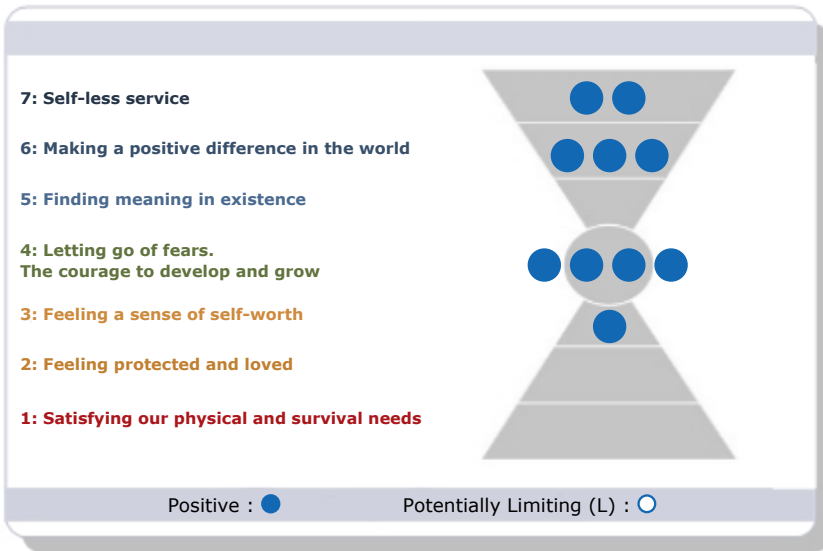 7: Self-less service
6: Making a positive difference in the world
5: Finding meaning in existence
4: Letting go of fears.
The courage to develop and grow
3: Feeling a sense of self-worth
2: Feeling protected and loved
1: Satisfying our physical and survival needs
Positive :
Potentially Limiting (L) :